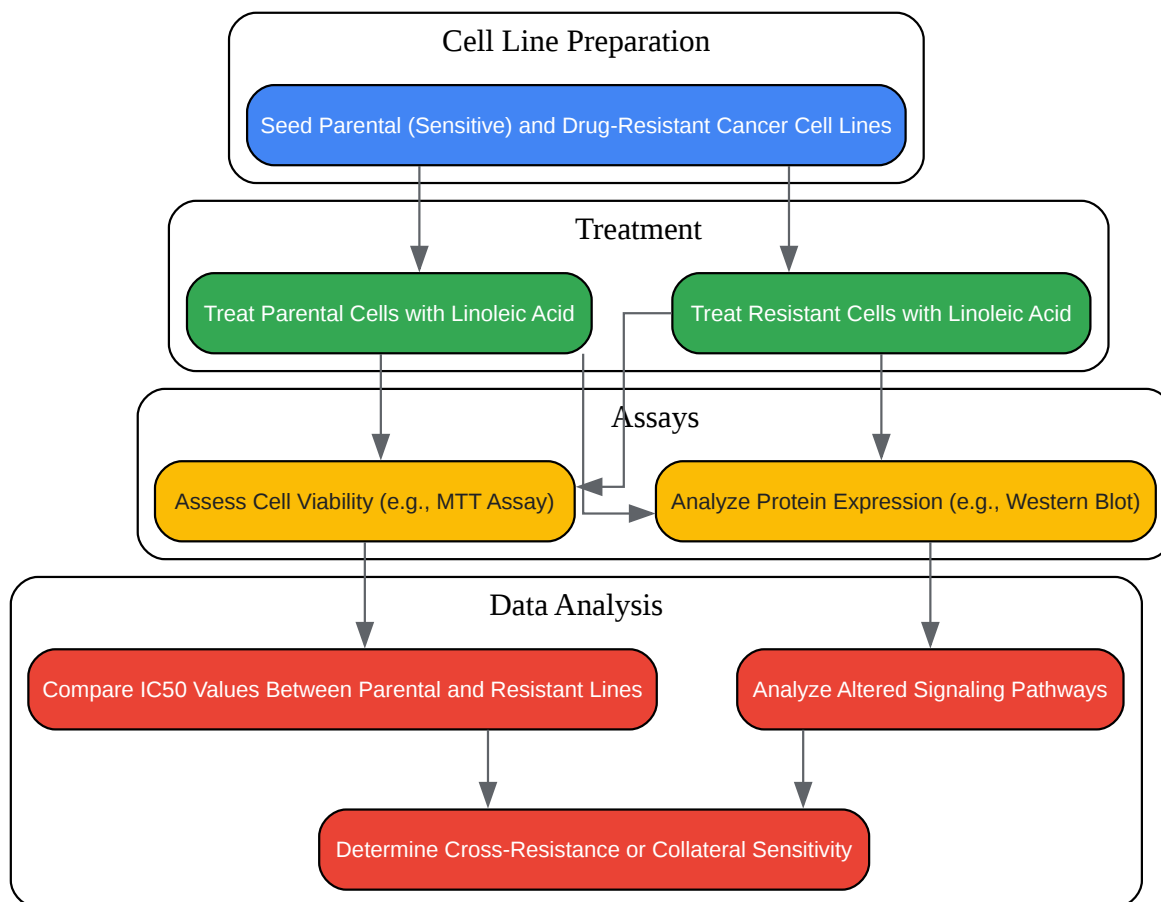 Cell Line Preparation
Seed Parental (Sensitive) and Drug-Resistant Cancer Cell Lines
Treatment
Treat Parental Cells with Linoleic Acid
Treat Resistant Cells with Linoleic Acid
Assays
Assess Cell Viability (e.g., MTT Assay)
Analyze Protein Expression (e.g., Western Blot)
Data Analysis
Compare IC50 Values Between Parental and Resistant Lines
Analyze Altered Signaling Pathways
Determine Cross-Resistance or Collateral Sensitivity